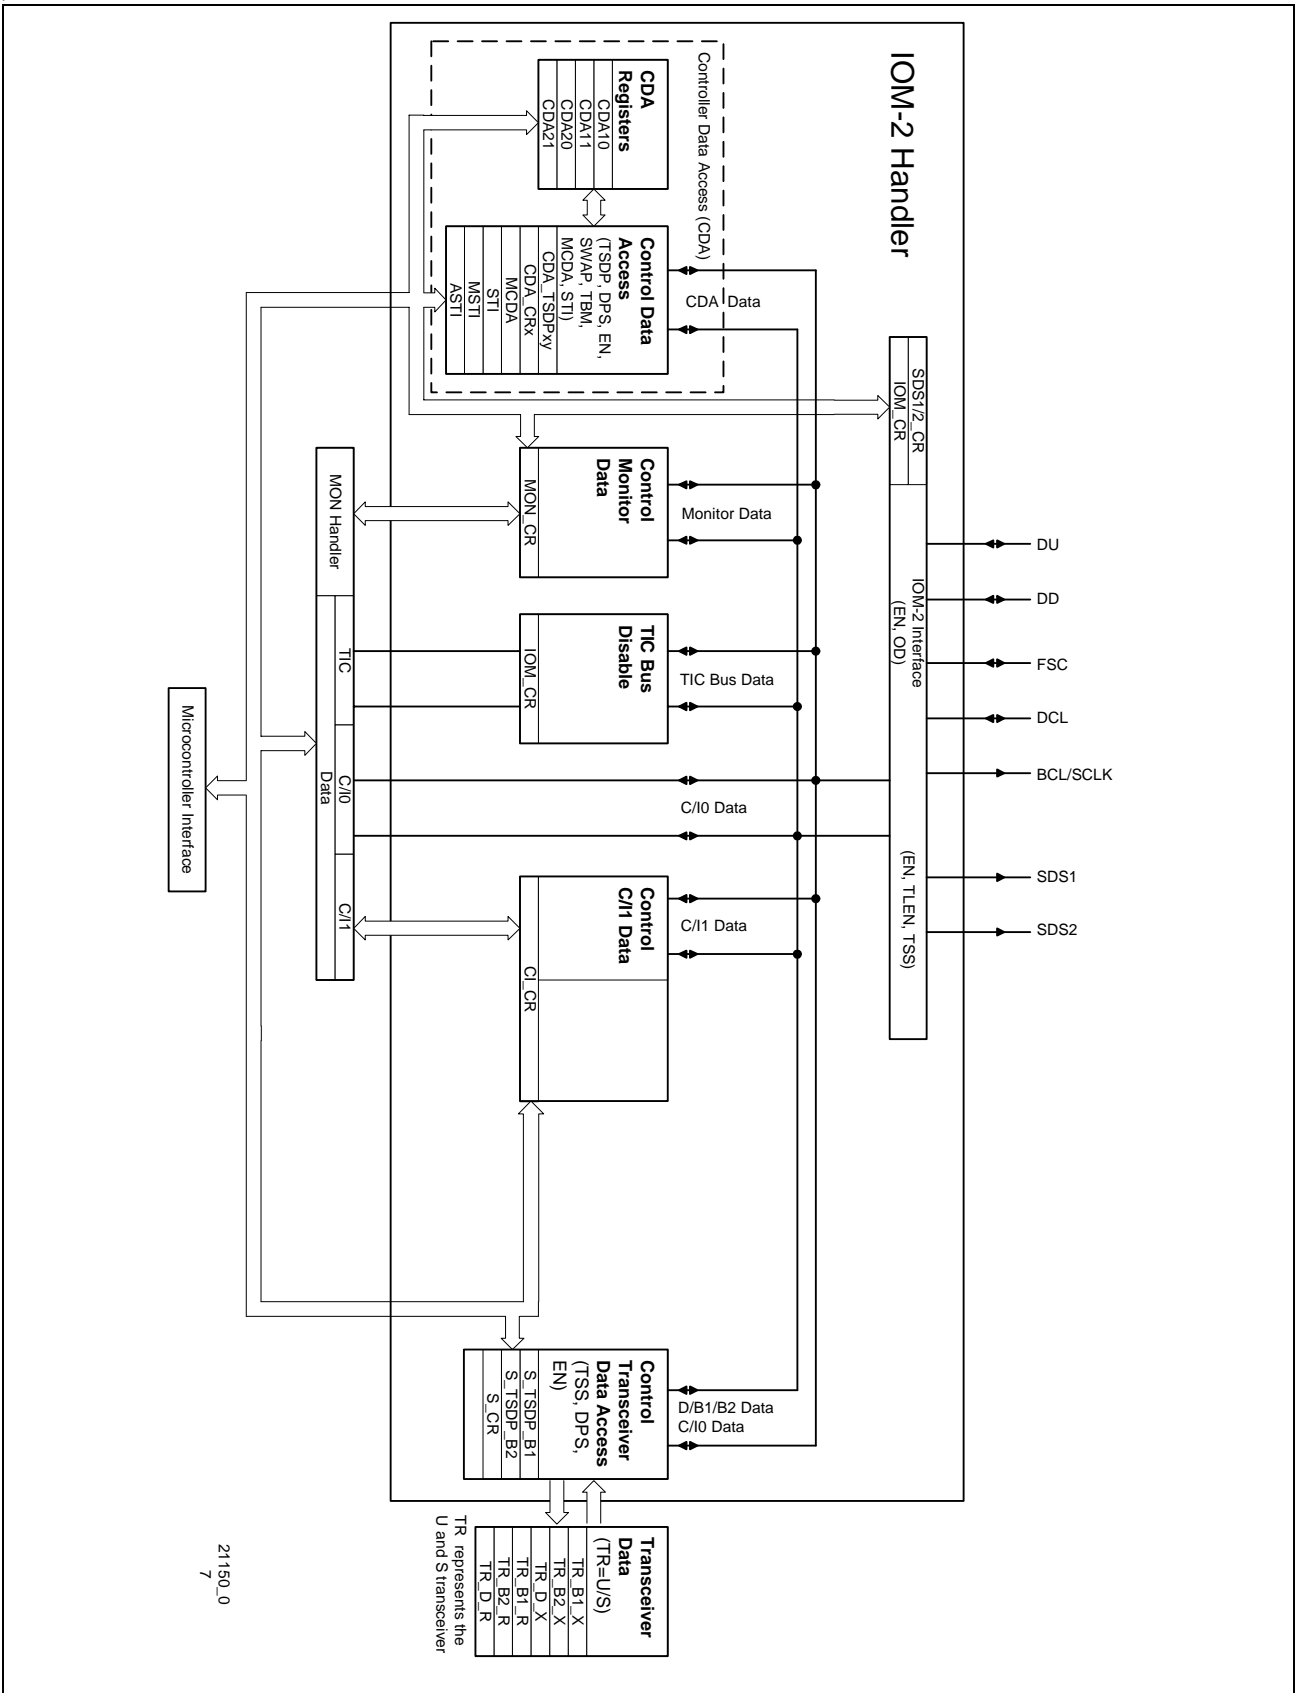 IOM-2 Handler
Controller Data Access (CDA)
CDA
Registers
CDA10
CDA11
CDA20
CDA21
Control Data
Access
(TSDP, DPS, EN,
SWAP, TBM,
MCDA, STI)
CDA_TSDPxy
CDA_CRx
MCDA
STI
MSTI
ASTI
CDA Data
SDS1/2_CR
IOM_CR
IOM-2 Interface
(EN, OD)
(EN, TLEN, TSS)
DU
DD
FSC
DCL
BCL/SCLK
SDS1
SDS2
Control
Monitor
Data
MON_CR
Monitor Data
TIC Bus
Disable
IOM_CR
TIC Bus Data
C/I0 Data
Control
C/I1 Data
CI_CR
C/I1 Data
MON Handler
TIC
C/I0
C/I1
Data
Microcontroller Interface
Control
Transceiver
Data Access
(TSS, DPS,
EN)
S_TSDP_B1
S_TSDP_B2
S_CR
D/B1/B2 Data
C/I0 Data
Transceiver
Data
(TR=U/S)
TR_B1_X
TR_B2_X
TR_D_X
TR_B1_R
TR_B2_R
TR_D_R
TR represents the
U and S transceiver
21150_0
7